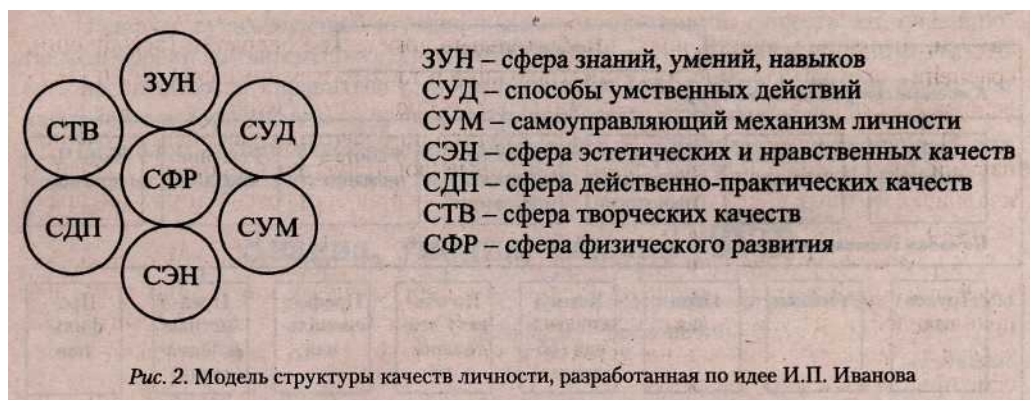 ЗУН
СТВ
СУД
СФР
СДП
СУМ
СЭН
ЗУН – сфера знаний, умений, навыков
СУД – способы умственных действий
СУМ – самоуправляющий механизм личности
СЭН – сфера эстетических и нравственных качеств
СДП – сфера действенно-практических качеств
СТВ – сфера творческих качеств
СФР – сфера физического развития
Рис. 2. Модель структуры качеств личности, разработанная по идее И.П. Иванова